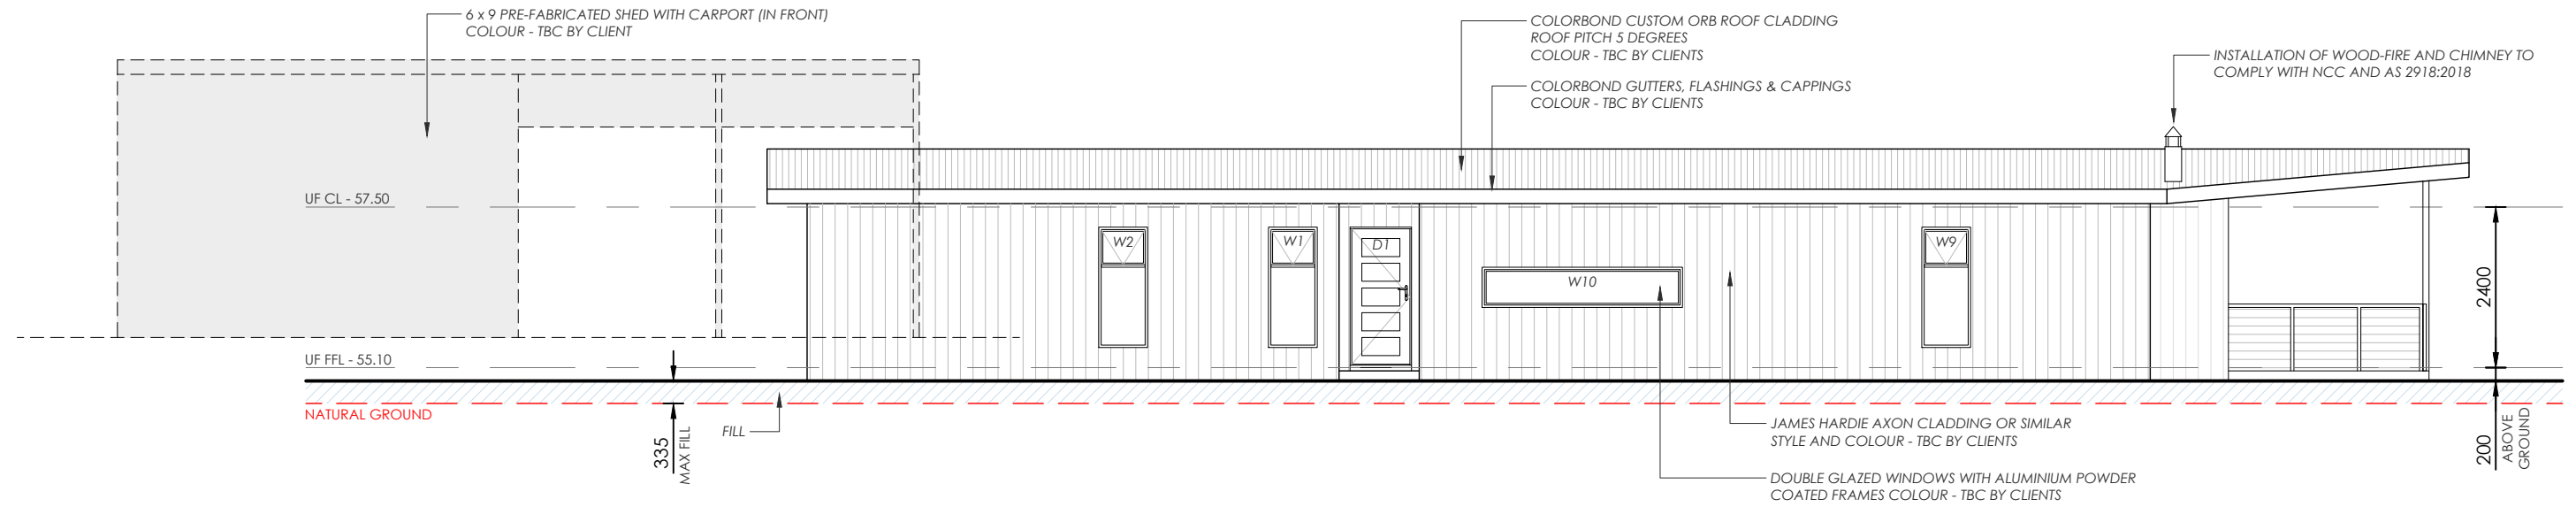 6 x 9 PRE-FABRICATED SHED WITH CARPORT (IN FRONT)
COLOUR - TBC BY CLIENT
COLORBOND CUSTOM ORB ROOF CLADDING
ROOF PITCH 5 DEGREES
COLOUR - TBC BY CLIENTS
COLORBOND GUTTERS, FLASHINGS & CAPPINGS
COLOUR - TBC BY CLIENTS
INSTALLATION OF WOOD-FIRE AND CHIMNEY TO
COMPLY WITH NCC AND AS 2918:2018
UF CL - 57.50
W2
W1
D1
W10
W9
2400
UF FFL - 55.10
NATURAL GROUND
335
MAX FILL
FILL
JAMES HARDIE AXON CLADDING OR SIMILAR
STYLE AND COLOUR - TBC BY CLIENTS
DOUBLE GLAZED WINDOWS WITH ALUMINIUM POWDER
COATED FRAMES COLOUR - TBC BY CLIENTS
200
ABOVE
GROUND